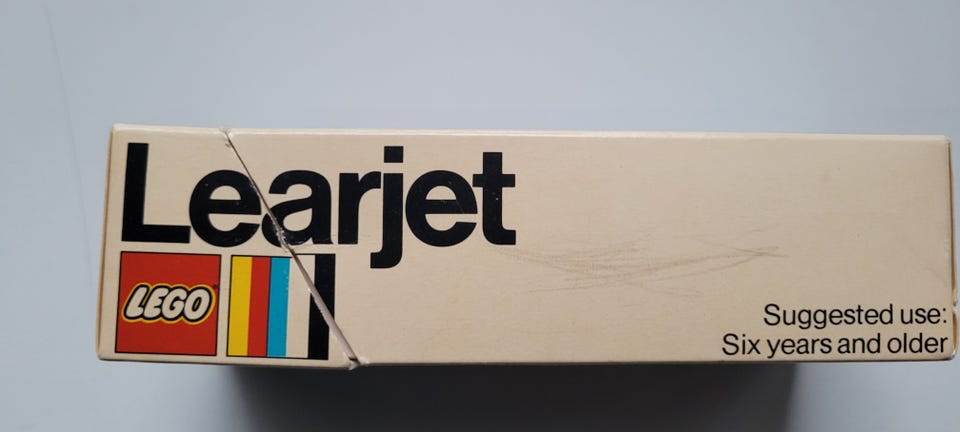 Learjet
LEGO
Suggested use:
Six years and older